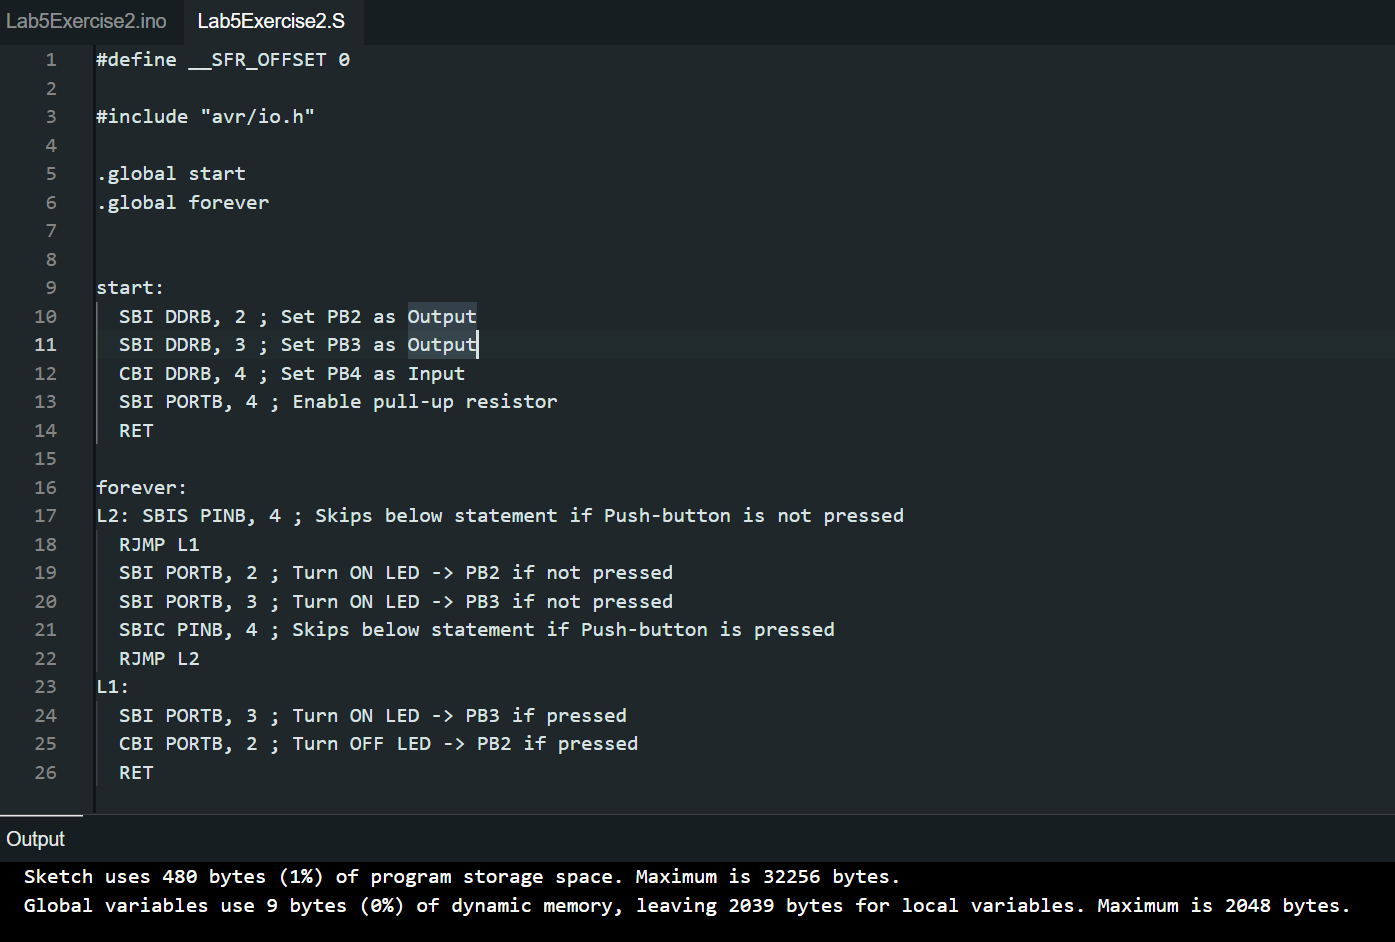 Lab5Exercise2.ino Lab5Exercise2.S
1 #define __SFR_OFFSET 0
2
3 #include "avr/io.h"
4
5 .global start
6 .global forever
7
8
9 start:
10 SBI DDRB, 2 ; Set PB2 as Output
11 SBI DDRB, 3 ; Set PB3 as Output
12 CBI DDRB, 4 ; Set PB4 as Input
13 SBI PORTB, 4 ; Enable pull-up resistor
14 RET
15
16 forever:
17 L2: SBIS PINB, 4 ; Skips below statement if Push-button is not pressed
18 RJMP L1
19 SBI PORTB, 2 ; Turn ON LED -> PB2 if not pressed
20 SBI PORTB, 3 ; Turn ON LED -> PB3 if not pressed
21 SBIC PINB, 4 ; Skips below statement if Push-button is pressed
22 RJMP L2
23 L1:
24 SBI PORTB, 3 ; Turn ON LED -> PB3 if pressed
25 CBI PORTB, 2 ; Turn OFF LED -> PB2 if pressed
26 RET
Output
Sketch uses 480 bytes (1%) of program storage space. Maximum is 32256 bytes.
Global variables use 9 bytes (0%) of dynamic memory, leaving 2039 bytes for local variables. Maximum is 2048 bytes.